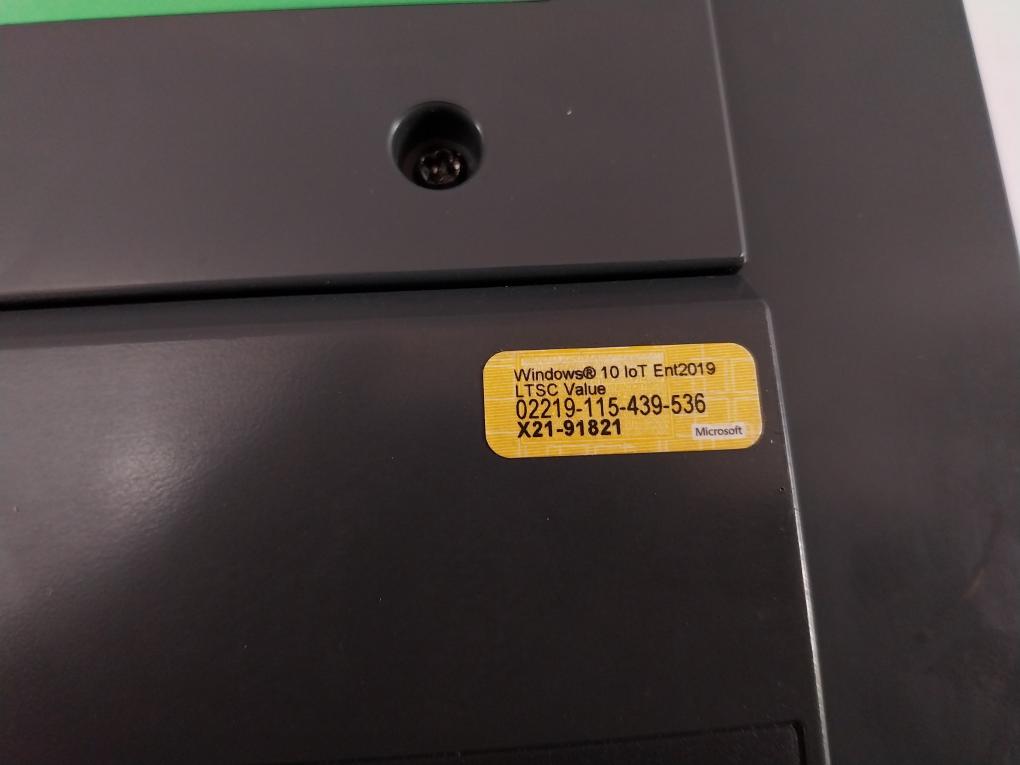 Windows® 10 IoT Ent2019
LTSC Value
02219-115-439-536
X21-91821
Microsoft